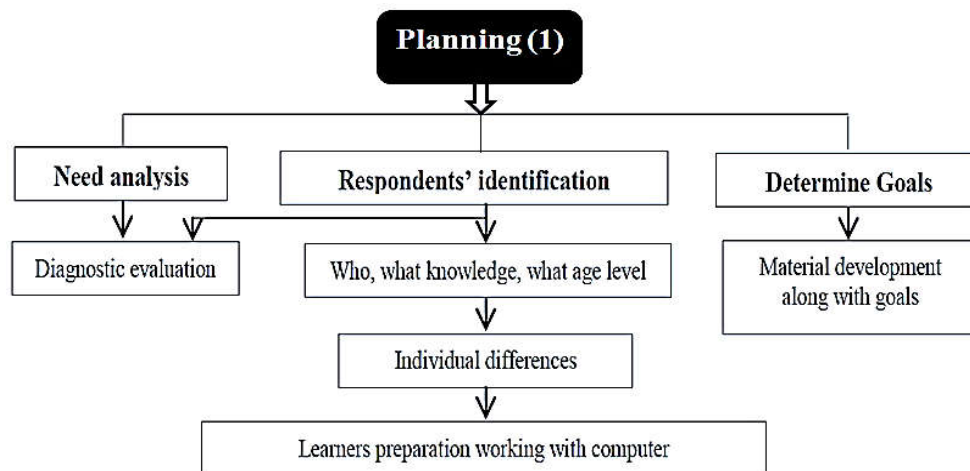 Planning (1)
Need analysis
Respondents’ identification
Determine Goals
Diagnostic evaluation
Who, what knowledge, what age level
Material development
along with goals
Individual differences
Learners preparation working with computer